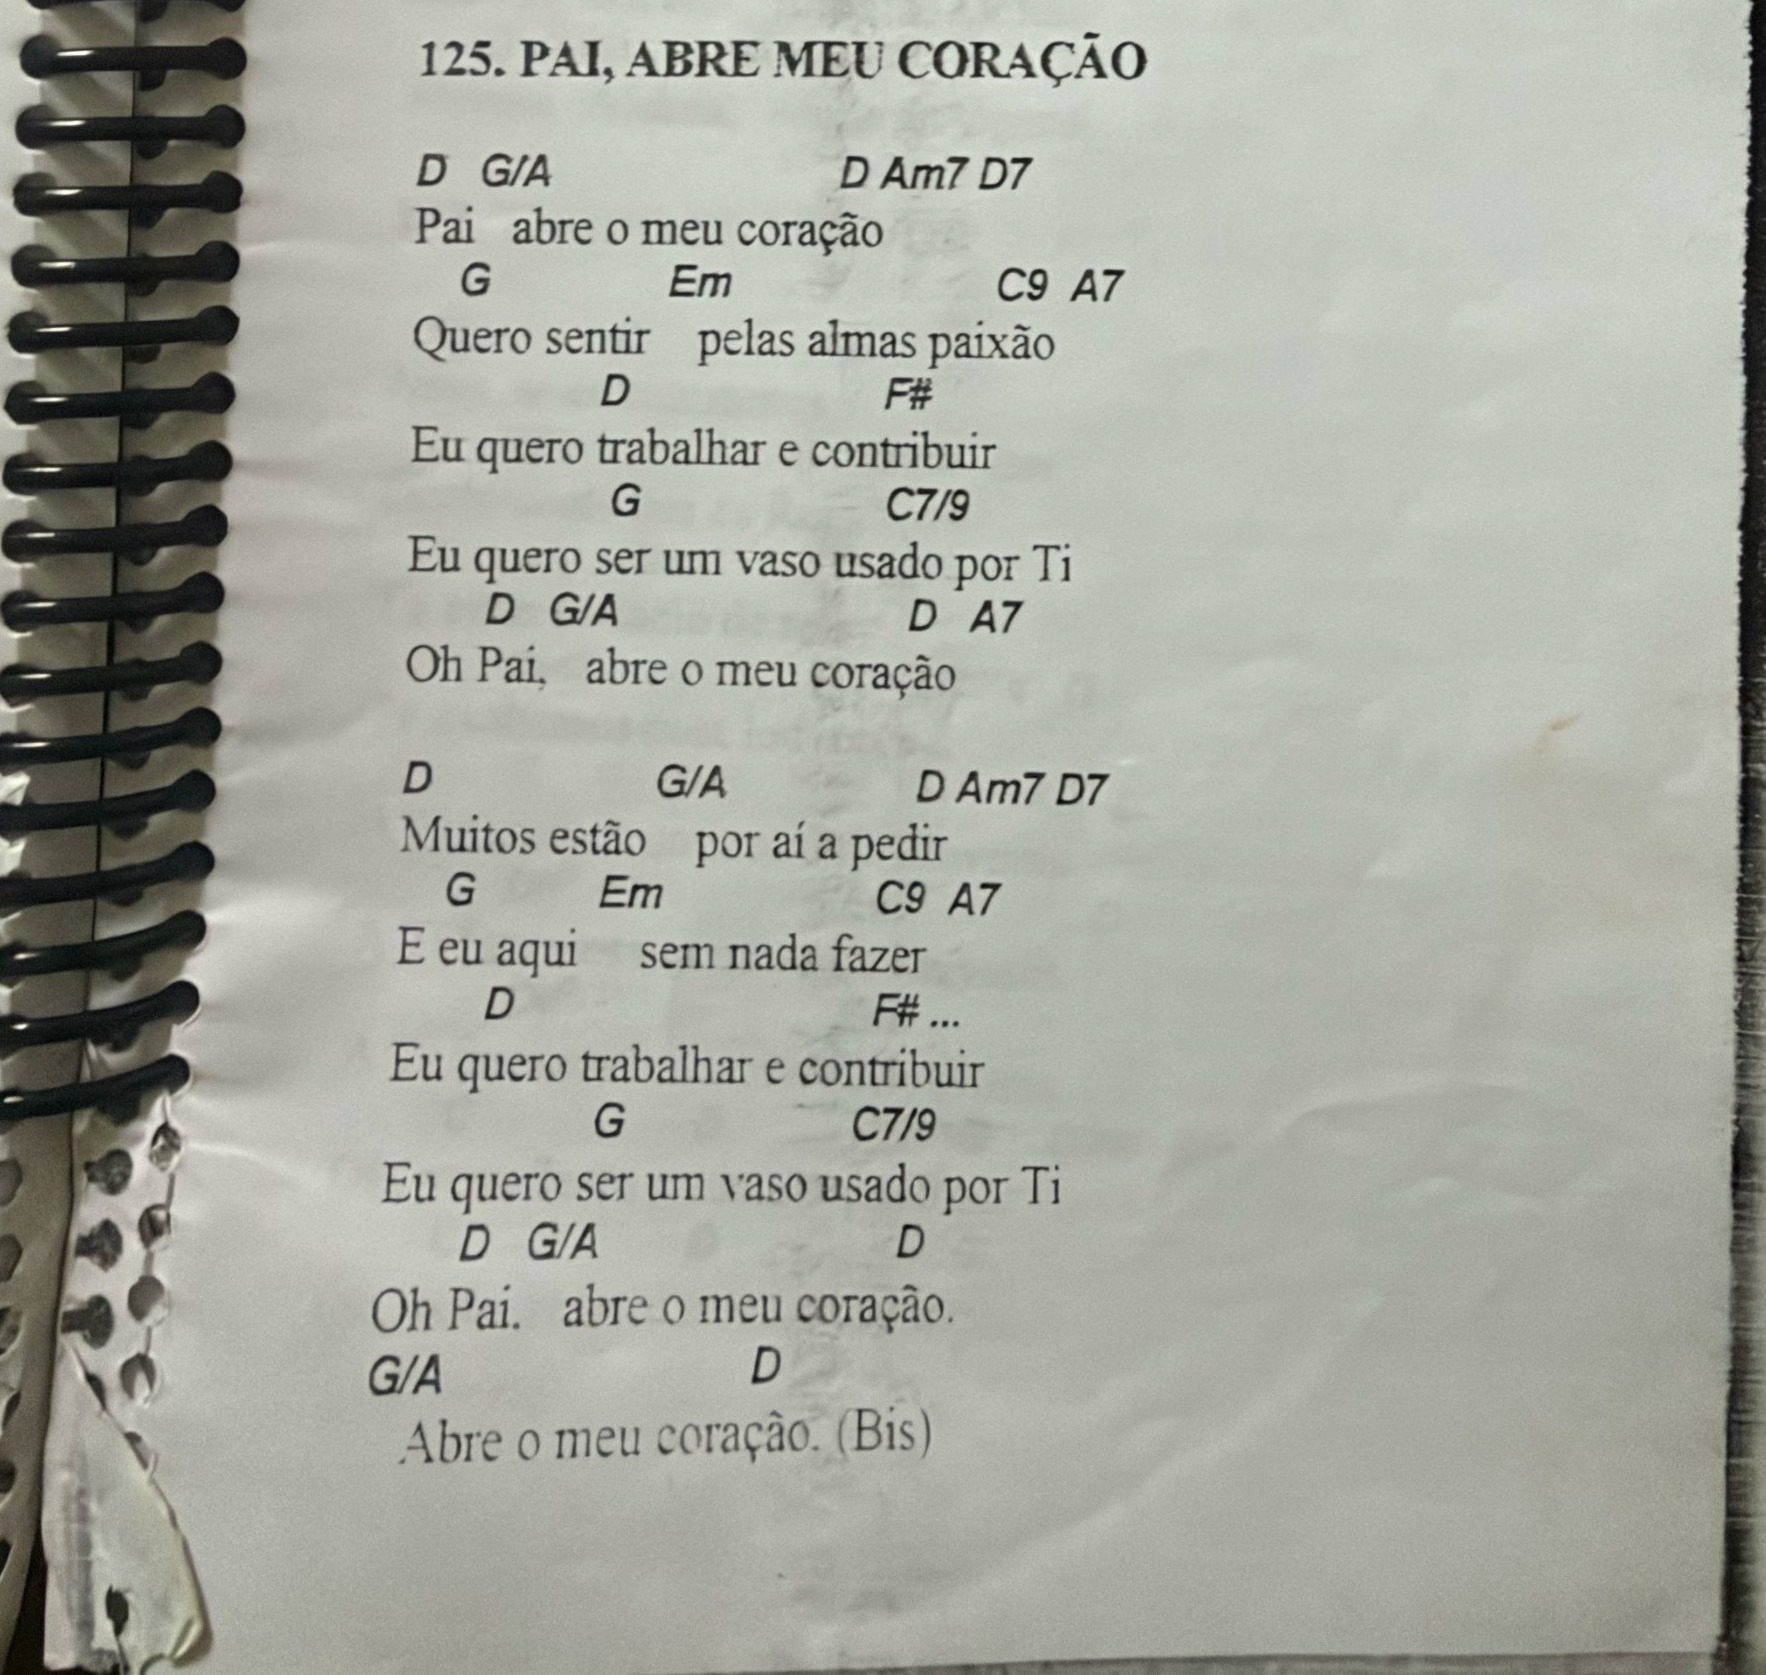 125. PAI, ABRE MEU CORAÇÃO
D G/A D Am7 D7
Pai abre o meu coração
G Em C9 A7
Quero sentir pelas almas paixão
D F#
Eu quero trabalhar e contribuir
G C7/9
Eu quero ser um vaso usado por Ti
D G/A D A7
Oh Pai, abre o meu coração
D G/A D Am7 D7
Muitos estão por aí a pedir
G Em C9 A7
E eu aqui sem nada fazer
D F# ...
Eu quero trabalhar e contribuir
G C7/9
Eu quero ser um vaso usado por Ti
D G/A D
Oh Pai. abre o meu coração.
G/A D
Abre o meu coração. (Bis)